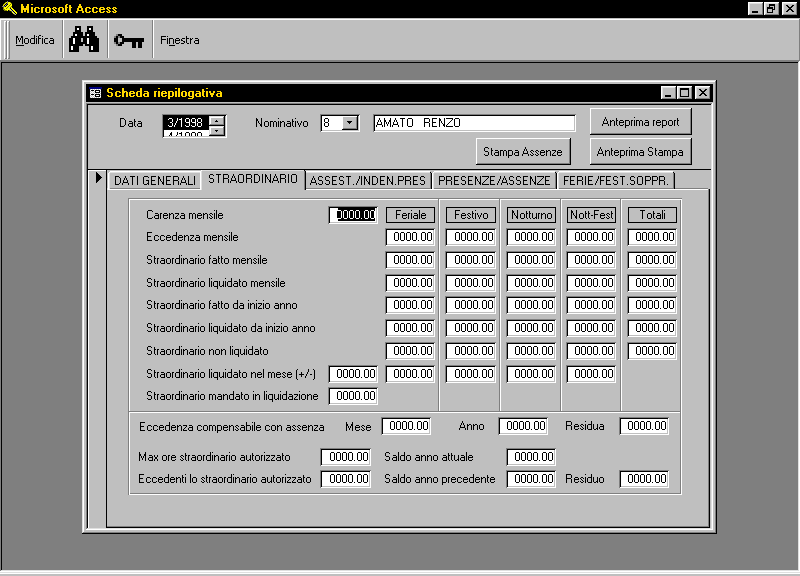 Microsoft Access
Modifica Finestra
Scheda riepilogativa
Data 3/1998 Nominativo 8 AMATO RENZO Anteprima report
4/1998
Stampa Assenze Anteprima Stampa
DATI GENERALI STRAORDINARIO ASSEST./INDEN.PRES PRESENZE/ASSENZE FERIE/FEST.SOPPR.
Carenza mensile 0000.00 Feriale Festivo Notturno Nott-Fest Totali
Eccedenza mensile 0000.00 0000.00 0000.00 0000.00 0000.00
Straordinario fatto mensile 0000.00 0000.00 0000.00 0000.00 0000.00
Straordinario liquidato mensile 0000.00 0000.00 0000.00 0000.00 0000.00
Straordinario fatto da inizio anno 0000.00 0000.00 0000.00 0000.00 0000.00
Straordinario liquidato da inizio anno 0000.00 0000.00 0000.00 0000.00 0000.00
Straordinario non liquidato 0000.00 0000.00 0000.00 0000.00 0000.00
Straordinario liquidato nel mese (+/-) 0000.00 0000.00 0000.00 0000.00 0000.00
Straordinario mandato in liquidazione 0000.00
Eccedenza compensabile con assenza Mese 0000.00 Anno 0000.00 Residua 0000.00
Max ore straordinario autorizzato 0000.00 Saldo anno attuale 0000.00
Eccedenti lo straordinario autorizzato 0000.00 Saldo anno precedente 0000.00 Residuo 0000.00